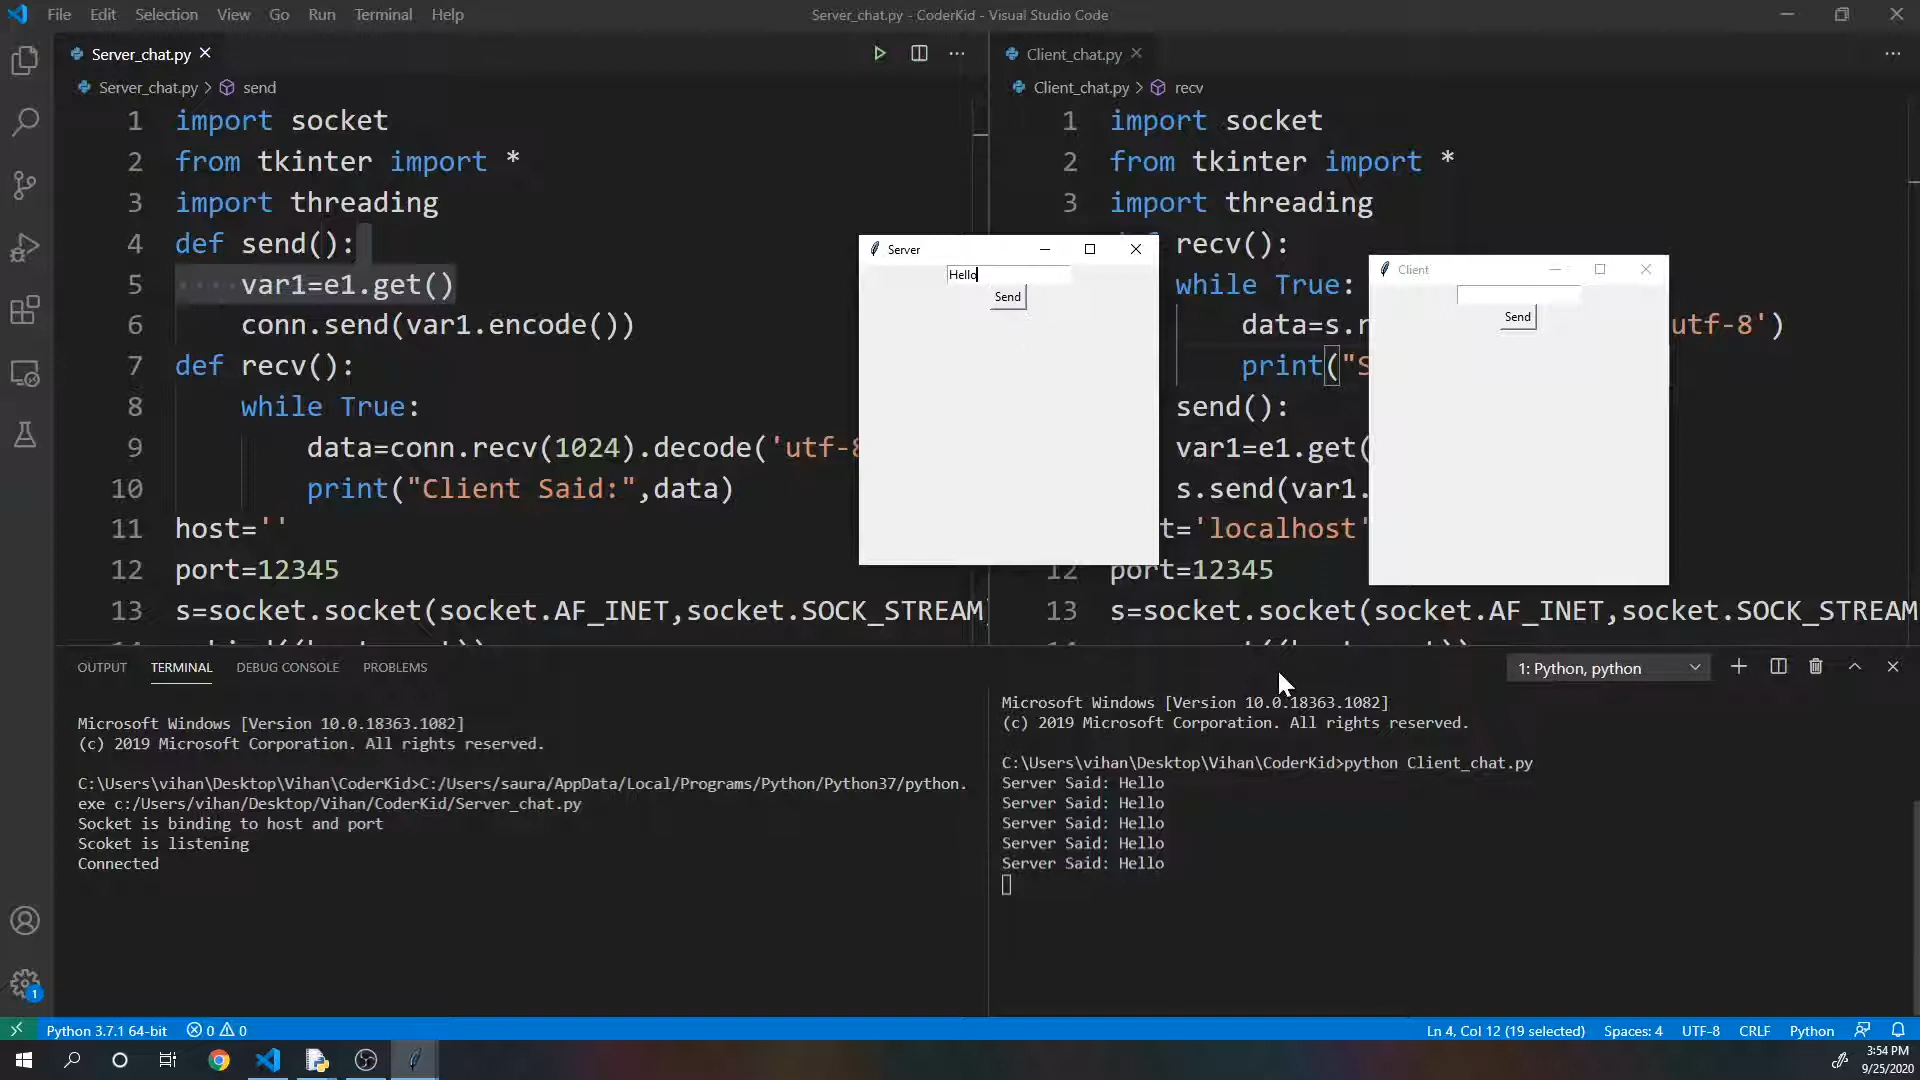 File Edit Selection View Go Run Terminal Help
Server_chat.py - CoderKid - Visual Studio Code
Server_chat.py
Server_chat.py > send
1 import socket
2 from tkinter import *
3 import threading
4 def send():
5 var1=e1.get()
6 conn.send(var1.encode())
7 def recv():
8 while True:
9 data=conn.recv(1024).decode('utf-8
10 print("Client Said:",data)
11 host=''
12 port=12345
13 s=socket.socket(socket.AF_INET,socket.SOCK_STREAM
Client_chat.py
Client_chat.py > recv
1 import socket
2 from tkinter import *
3 import threading
recv():
while True:
data=s.r utf-8')
print("S
send():
var1=e1.get(
s.send(var1.
t='localhost'
12 port=12345
13 s=socket.socket(socket.AF_INET,socket.SOCK_STREAM
Server
Hello
Send
Client
Send
OUTPUT TERMINAL DEBUG CONSOLE PROBLEMS
1: Python, python
Microsoft Windows [Version 10.0.18363.1082]
(c) 2019 Microsoft Corporation. All rights reserved.
C:\Users\vihan\Desktop\Vihan\CoderKid>C:/Users/saura/AppData/Local/Programs/Python/Python37/python.
exe c:/Users/vihan/Desktop/Vihan/CoderKid/Server_chat.py
Socket is binding to host and port
Scoket is listening
Connected
Microsoft Windows [Version 10.0.18363.1082]
(c) 2019 Microsoft Corporation. All rights reserved.
C:\Users\vihan\Desktop\Vihan\CoderKid>python Client_chat.py
Server Said: Hello
Server Said: Hello
Server Said: Hello
Server Said: Hello
Server Said: Hello
1
Python 3.7.1 64-bit 0 0
Ln 4, Col 12 (19 selected) Spaces: 4 UTF-8 CRLF Python
3:54 PM
9/25/2020